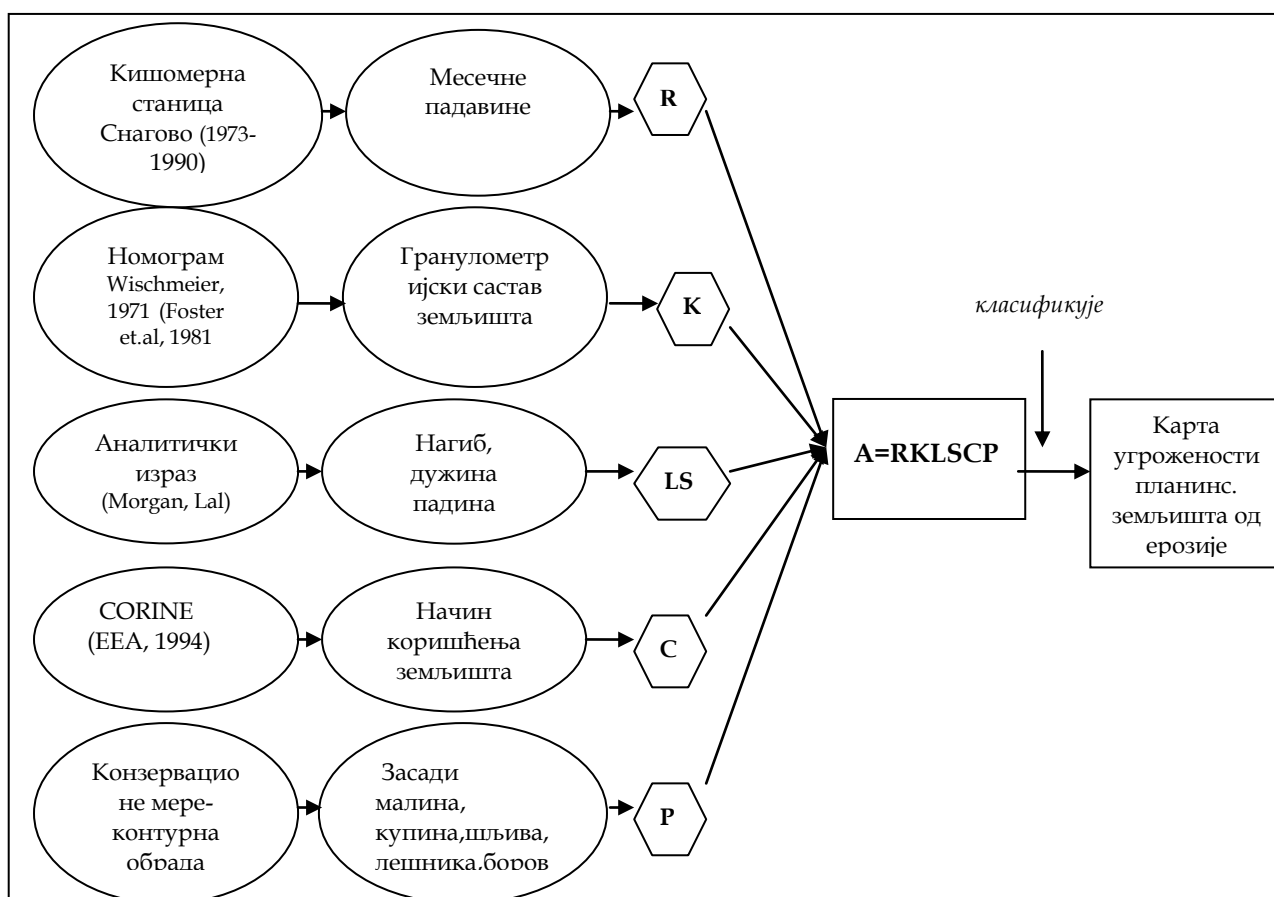 Кишомерна
станица
Снагово (1973-
1990)
Месечне
падавине
R
Номограм
Wischmeier,
1971 (Foster
et.al, 1981
Гранулометр
ијски састав
земљишта
K
Аналитички
израз
(Morgan, Lal)
Нагиб,
дужина
падина
LS
CORINE
(EEA, 1994)
Начин
коришћења
земљишта
C
Конзервацио
не мере-
контурна
обрада
Засади
малина,
купина,шљива,
лешника,боров
P
A=RKLSCP
класификује
Карта
угрожености
планинс.
земљишта од
ерозије